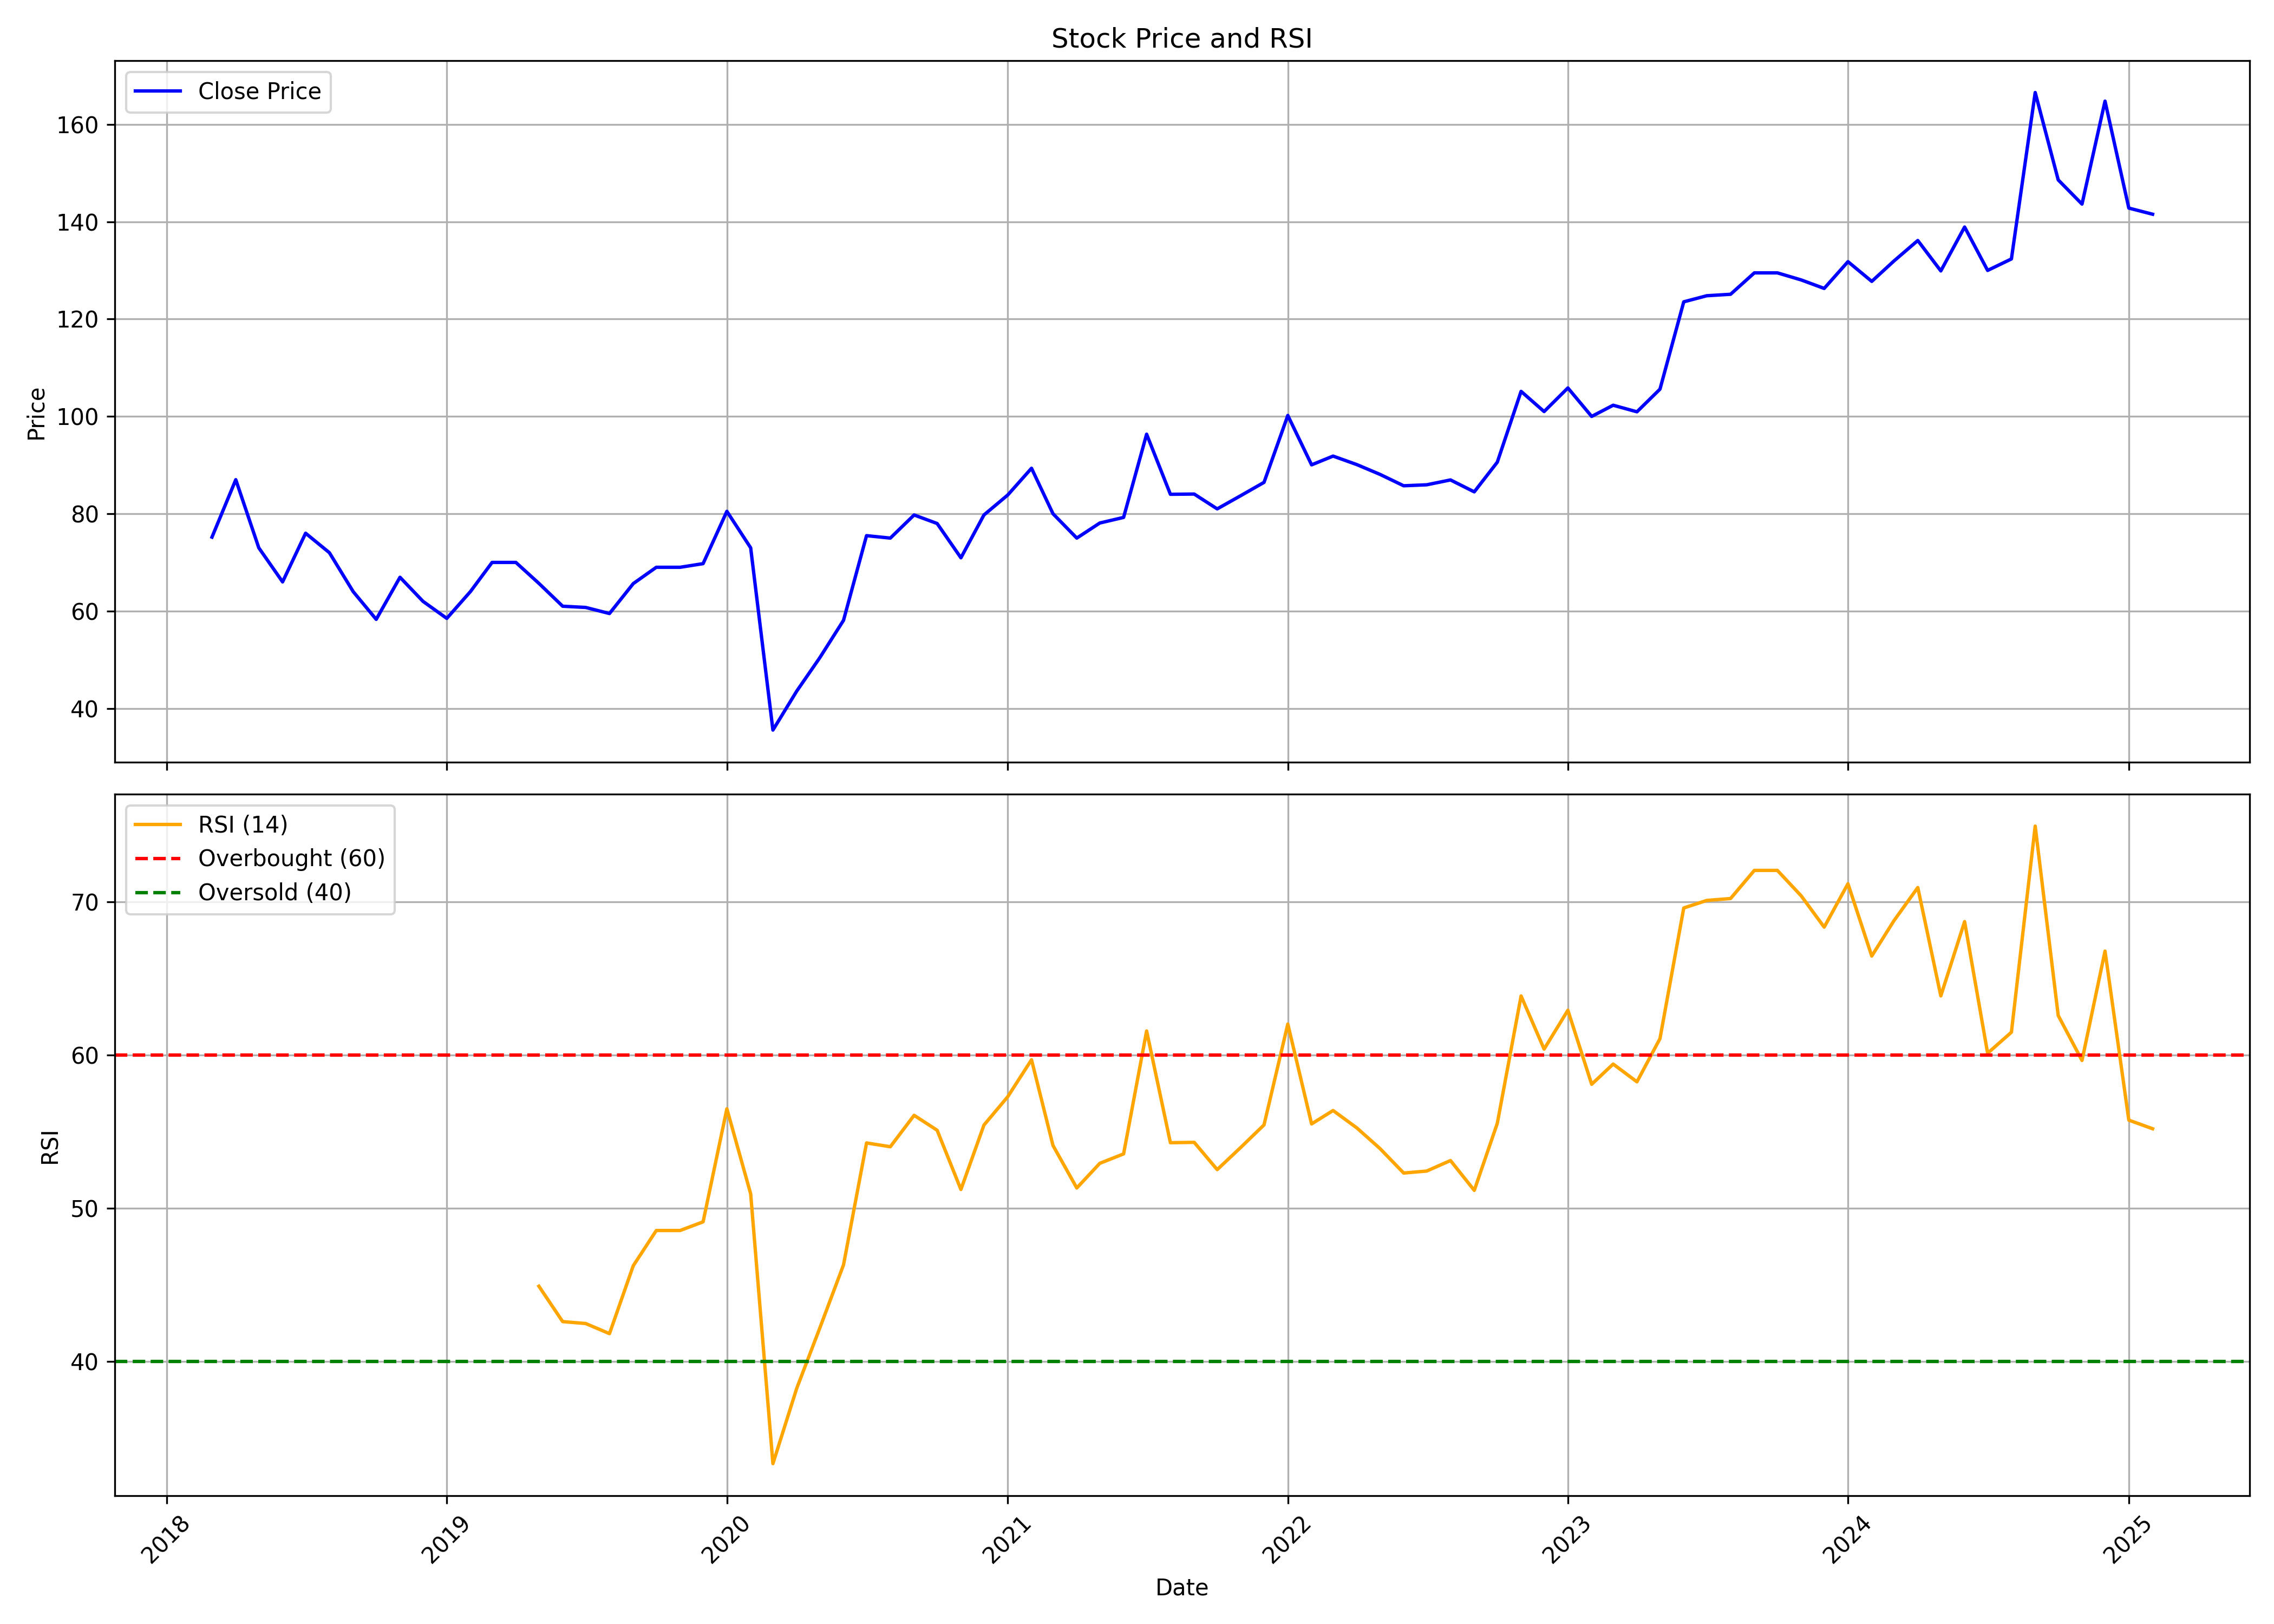 Stock Price and RSI
Close Price
160
140
120
100
80
60
40
Price
RSI (14)
Overbought (60)
Oversold (40)
70
60
50
40
RSI
2018
2019
2020
2021
2022
2023
2024
2025
Date